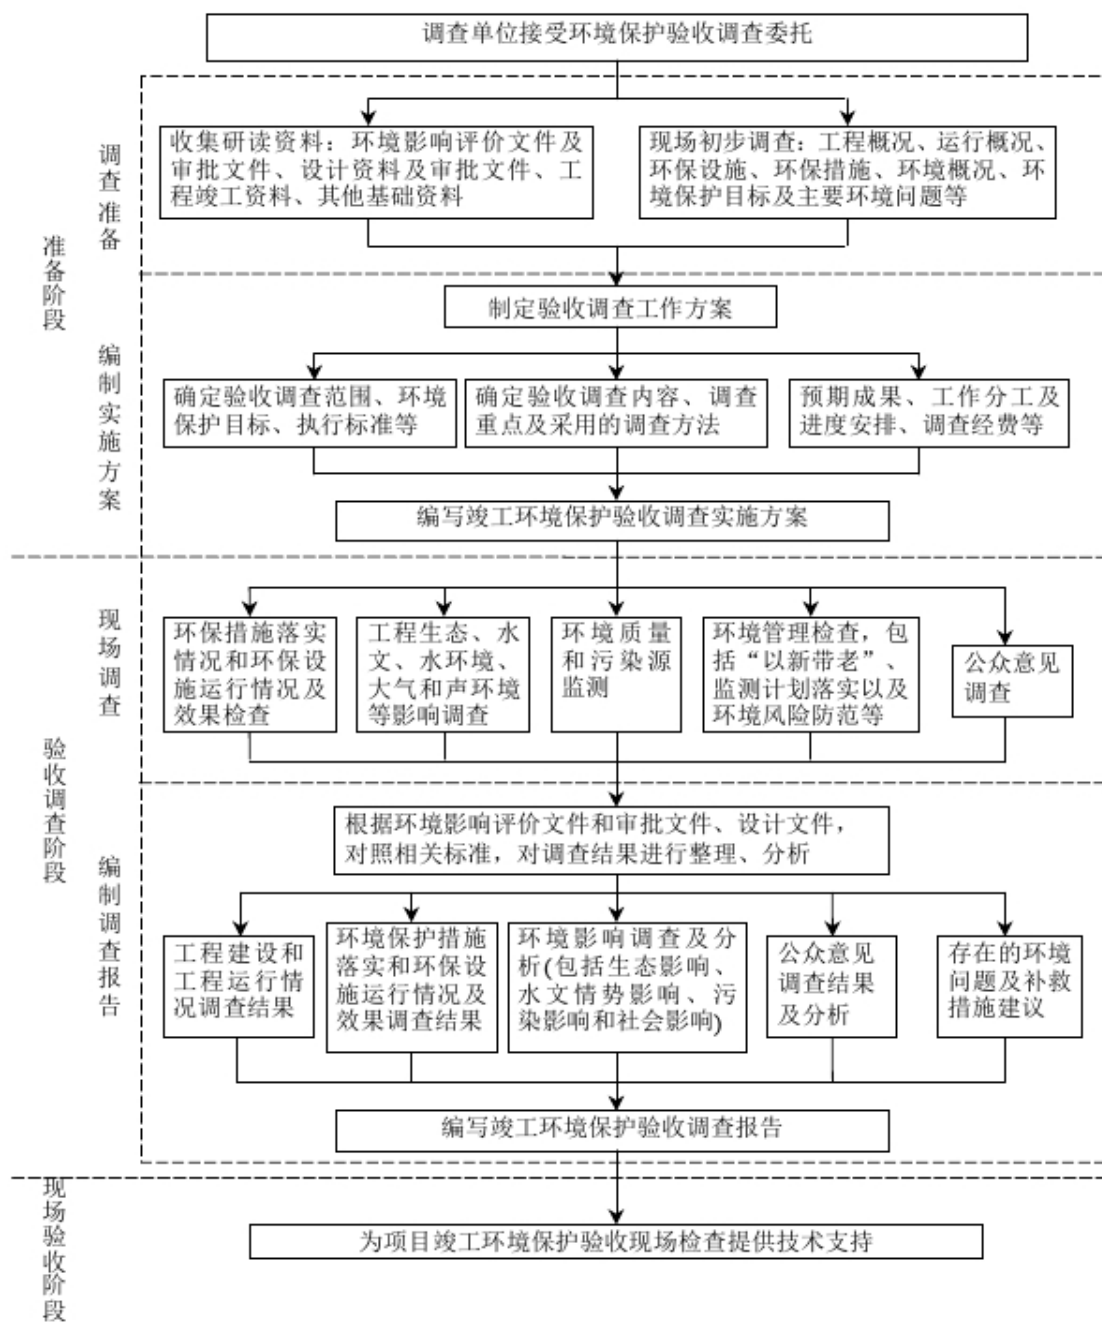 调查单位接受环境保护验收调查委托
准备阶段
调查准备
收集研读资料：环境影响评价文件及
审批文件、设计资料及审批文件、工
程竣工资料、其他基础资料
现场初步调查：工程概况、运行概况、
环保设施、环保措施、环境概况、环
境保护目标及主要环境问题等
编制实施方案
制定验收调查工作方案
确定验收调查范围、环境
保护目标、执行标准等
确定验收调查内容、调查
重点及采用的调查方法
预期成果、工作分工及
进度安排、调查经费等
编写竣工环境保护验收调查实施方案
验收调查阶段
现场调查
环保措施落实
情况和环保设
施运行情况及
效果检查
工程生态、水
文、水环境、
大气和声环境
等影响调查
环境质量
和污染源
监测
环境管理检查，包
括“以新带老”、
监测计划落实以及
环境风险防范等
公众意见
调查
编制调查报告
根据环境影响评价文件和审批文件、设计文件，
对照相关标准，对调查结果进行整理、分析
工程建设和
工程运行情
况调查结果
环境保护措施
落实和环保设
施运行情况及
效果调查结果
环境影响调查及分
析(包括生态影响、
水文情势影响、污
染影响和社会影响)
公众意见
调查结果
及分析
存在的环境
问题及补救
措施建议
编写竣工环境保护验收调查报告
现场验收阶段
为项目竣工环境保护验收现场检查提供技术支持